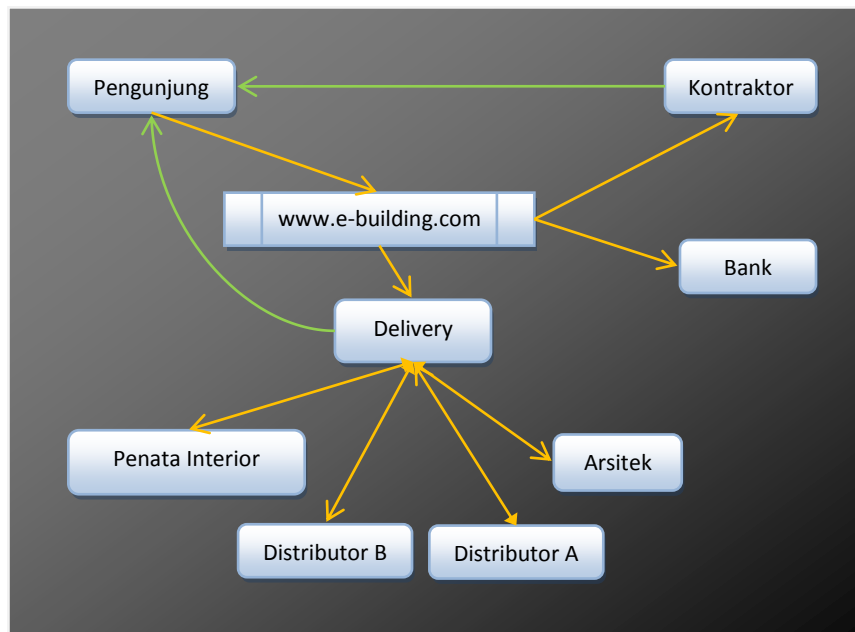 Pengunjung
Kontraktor
www.e-building.com
Bank
Delivery
Penata Interior
Arsitek
Distributor B
Distributor A